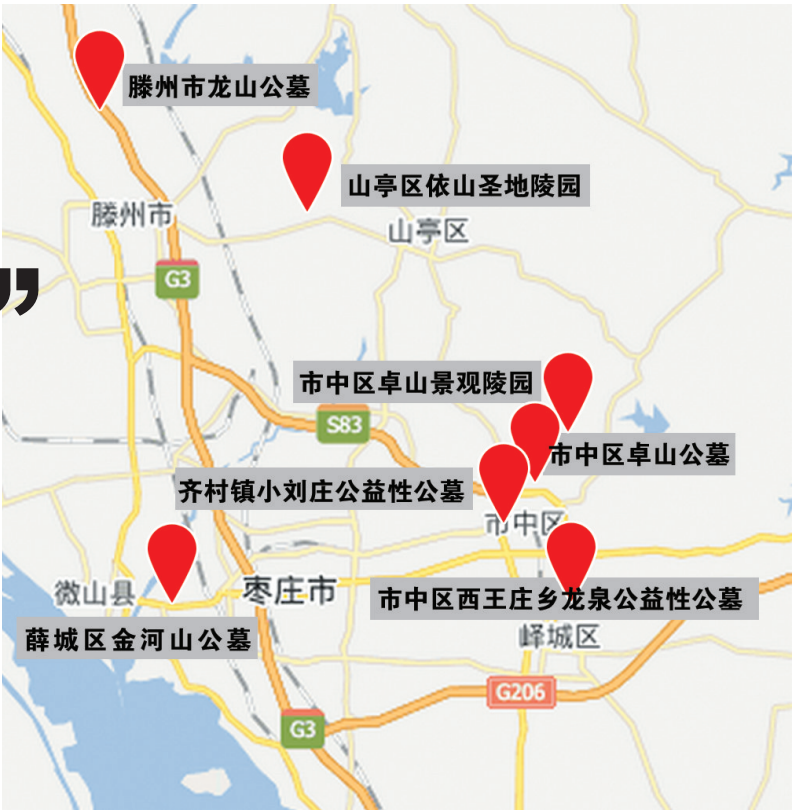 滕州市龙山公墓
山亭区依山圣地陵园
滕州市
山亭区
G3
”
市中区卓山景观陵园
S83
市中区卓山公墓
齐村镇小刘庄公益性公墓
市中区
微山县
枣庄市
市中区西王庄乡龙泉公益性公墓
薛城区金河山公墓
峄城区
G206
G3